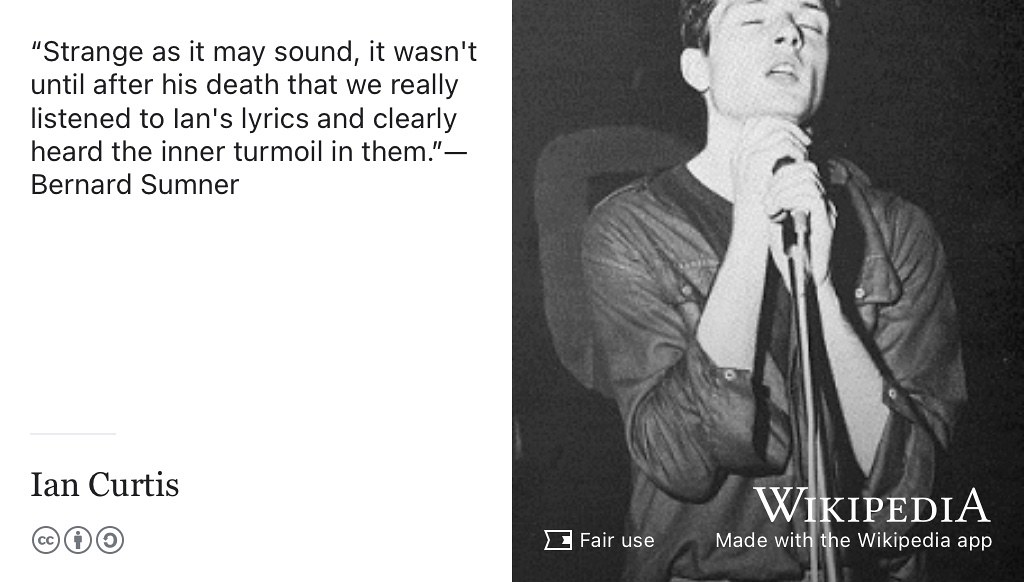 “Strange as it may sound, it wasn't
until after his death that we really
listened to Ian's lyrics and clearly
heard the inner turmoil in them.”—
Bernard Sumner
Ian Curtis
cc
WIKIPEDIA
Fair use
Made with the Wikipedia app